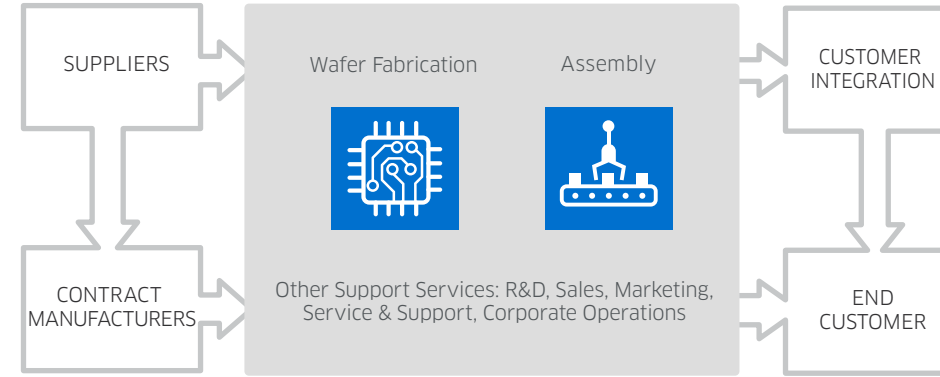 SUPPLIERS
Wafer Fabrication
Assembly
CUSTOMER
INTEGRATION
CONTRACT
MANUFACTURERS
Other Support Services: R&D, Sales, Marketing,
Service & Support, Corporate Operations
END
CUSTOMER